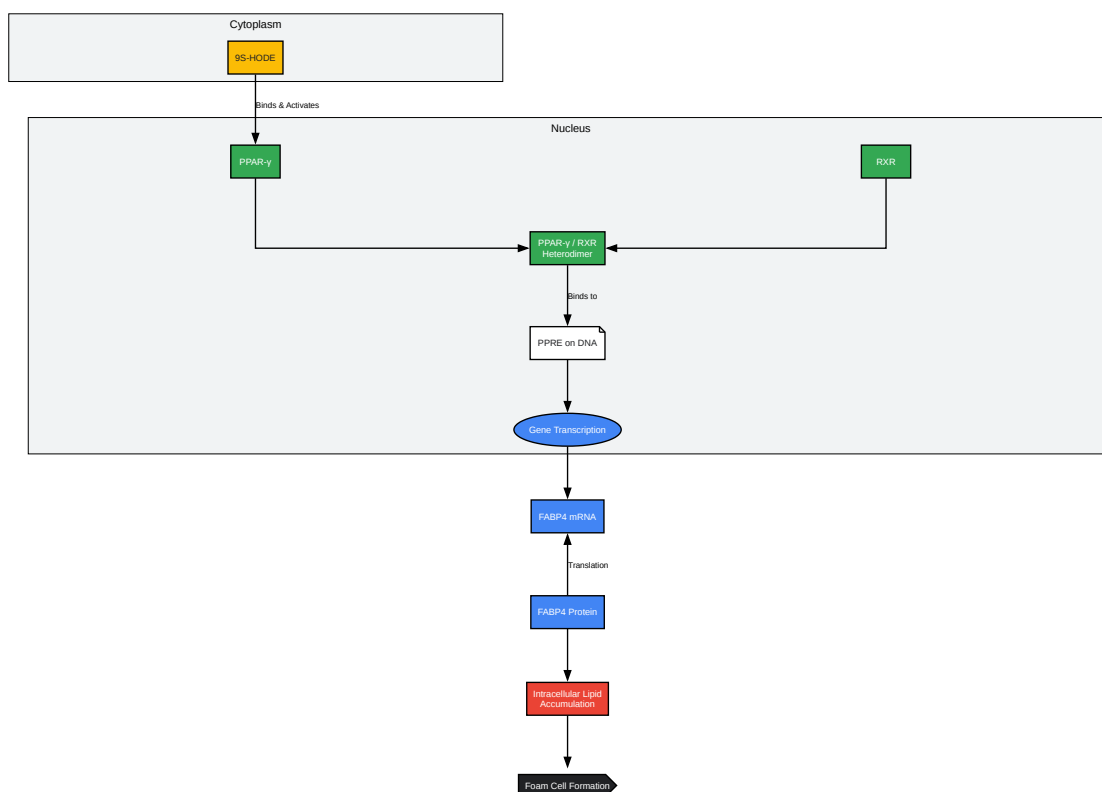 Cytoplasm
9S-HODE
Binds & Activates
Nucleus
PPAR-γ
RXR
PPAR-γ / RXR
Heterodimer
Binds to
PPRE on DNA
Gene Transcription
FABP4 mRNA
Translation
FABP4 Protein
Intracellular Lipid
Accumulation
Foam Cell Formation